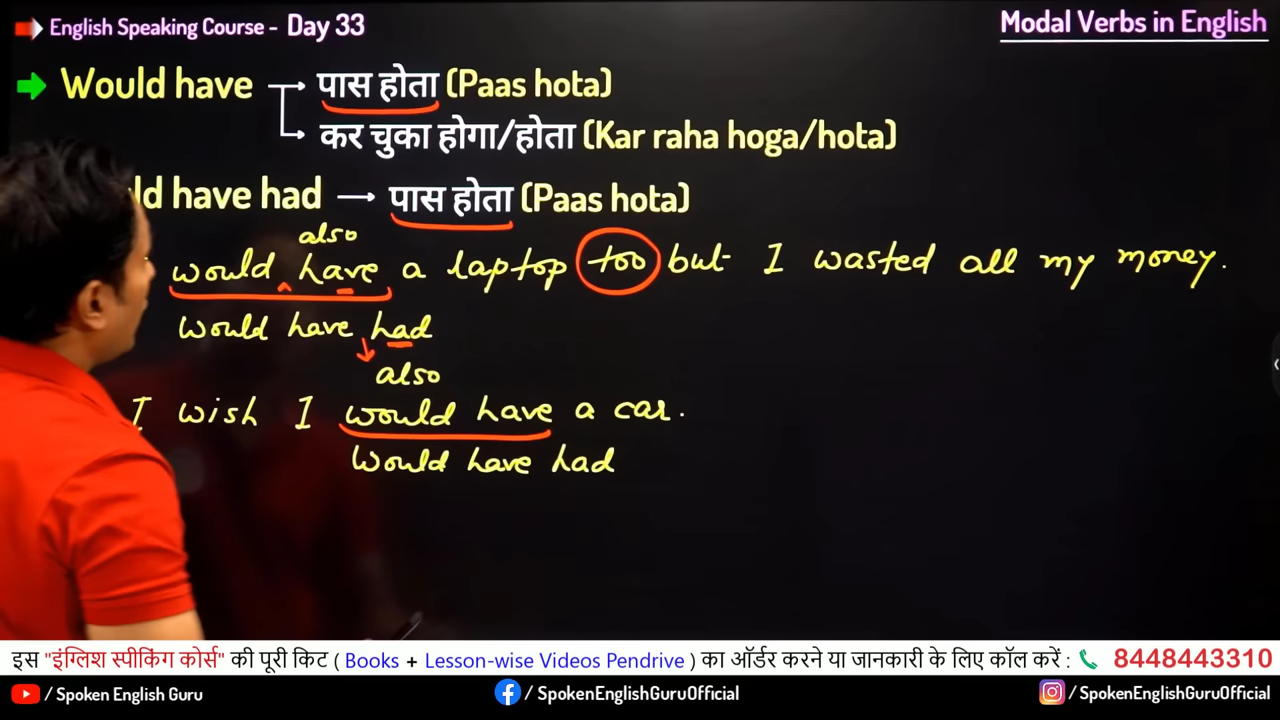 English Speaking Course - Day 33
Modal Verbs in English
Would have → पास होता (Paas hota)
कर चुका होगा/होता (Kar raha hoga/hota)
ld have had → पास होता (Paas hota)
also
would have a laptop too but I wasted all my money.
would have had
also
I wish I would have a car.
Would have had
इस "इंग्लिश स्पीकिंग कोर्स" की पूरी किट ( Books + Lesson-wise Videos Pendrive ) का ऑर्डर करने या जानकारी के लिए कॉल करें : 8448443310
/ Spoken English Guru
/ SpokenEnglishGuruOfficial
/ SpokenEnglishGuruOfficial